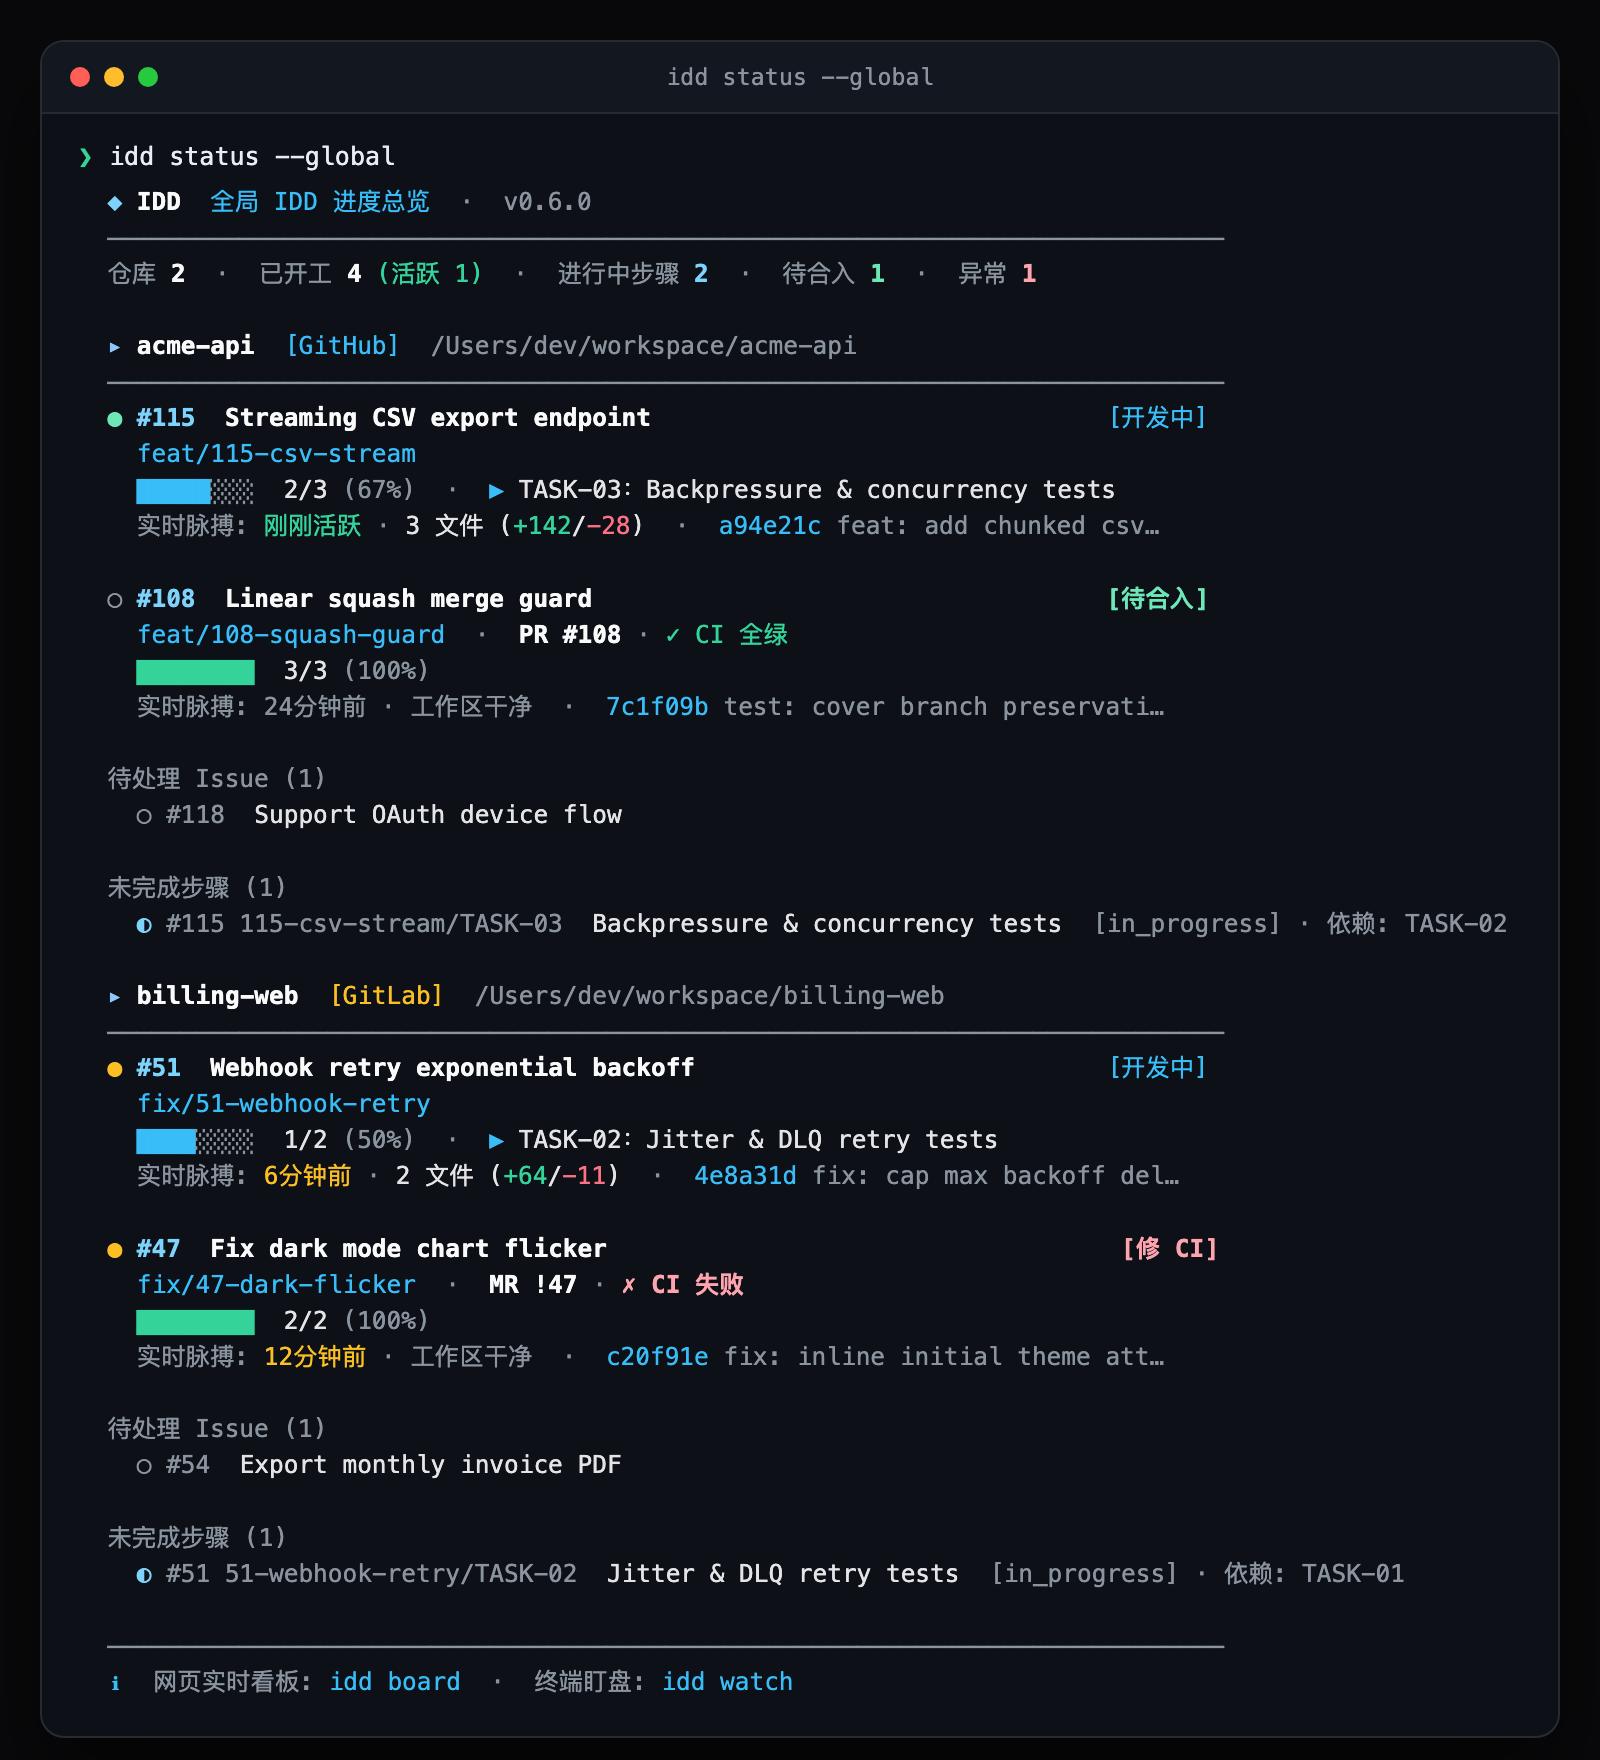 idd status --global
❯ idd status --global
◆ IDD 全局 IDD 进度总览 · v0.6.0
仓库 2 · 已开工 4 (活跃 1) · 进行中步骤 2 · 待合入 1 · 异常 1
▸ acme-api [GitHub] /Users/dev/workspace/acme-api
● #115 Streaming CSV export endpoint [开发中]
feat/115-csv-stream
█████░░░ 2/3 (67%) · ▶ TASK-03: Backpressure & concurrency tests
实时脉搏: 刚刚活跃 · 3 文件 (+142/-28) · a94e21c feat: add chunked csv…
○ #108 Linear squash merge guard [待合入]
feat/108-squash-guard · PR #108 · ✓ CI 全绿
████████ 3/3 (100%)
实时脉搏: 24分钟前 · 工作区干净 · 7c1f09b test: cover branch preservati…
待处理 Issue (1)
○ #118 Support OAuth device flow
未完成步骤 (1)
◐ #115 115-csv-stream/TASK-03 Backpressure & concurrency tests [in_progress] · 依赖: TASK-02
▸ billing-web [GitLab] /Users/dev/workspace/billing-web
● #51 Webhook retry exponential backoff [开发中]
fix/51-webhook-retry
████░░░░ 1/2 (50%) · ▶ TASK-02: Jitter & DLQ retry tests
实时脉搏: 6分钟前 · 2 文件 (+64/-11) · 4e8a31d fix: cap max backoff del…
● #47 Fix dark mode chart flicker [修 CI]
fix/47-dark-flicker · MR !47 · ✗ CI 失败
████████ 2/2 (100%)
实时脉搏: 12分钟前 · 工作区干净 · c20f91e fix: inline initial theme att…
待处理 Issue (1)
○ #54 Export monthly invoice PDF
未完成步骤 (1)
◐ #51 51-webhook-retry/TASK-02 Jitter & DLQ retry tests [in_progress] · 依赖: TASK-01
ℹ 网页实时看板: idd board · 终端盯盘: idd watch